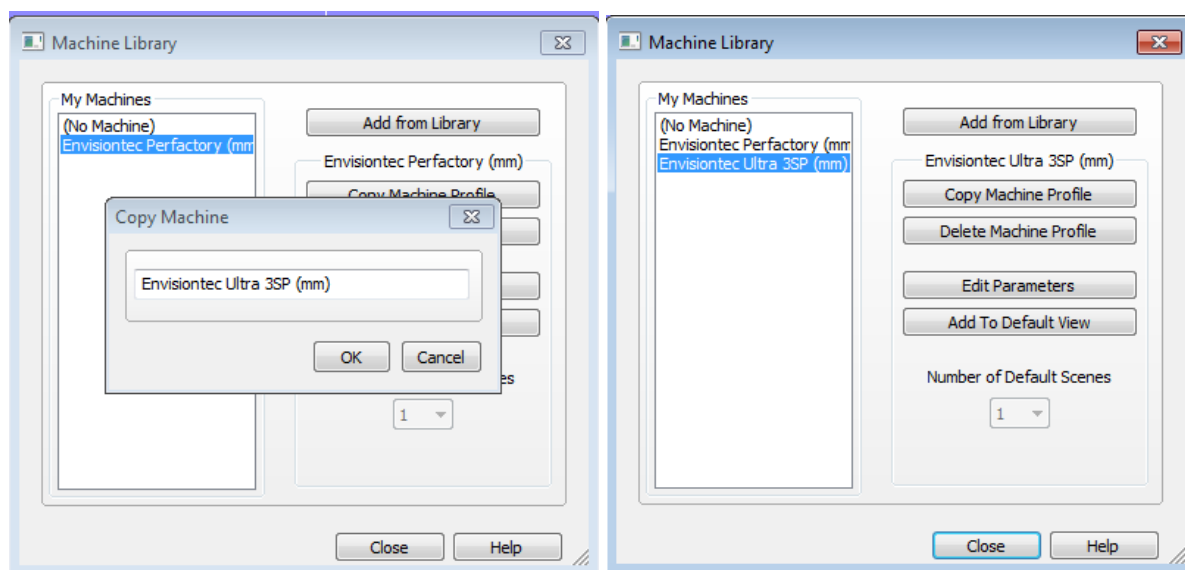 Machine Library
My Machines
(No Machine)
Envisiontec Perfactory (mm
Add from Library
Envisiontec Perfactory (mm)
Copy Machine Profile
Copy Machine
Envisiontec Ultra 3SP (mm)
OK
Cancel
1
Close
Help
Machine Library
My Machines
(No Machine)
Envisiontec Perfactory (mm
Envisiontec Ultra 3SP (mm)
Add from Library
Envisiontec Ultra 3SP (mm)
Copy Machine Profile
Delete Machine Profile
Edit Parameters
Add To Default View
Number of Default Scenes
1
Close
Help